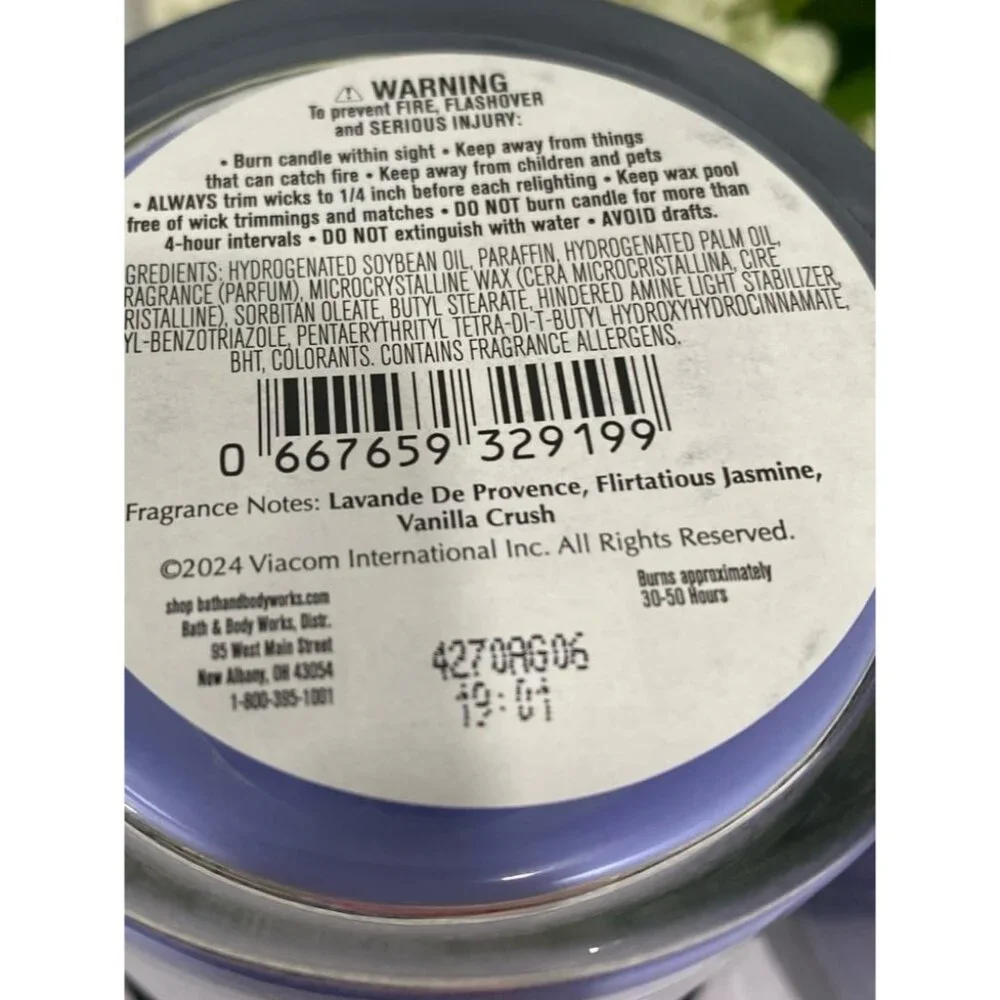 ⚠ WARNING
To prevent FIRE, FLASHOVER
and SERIOUS INJURY:
• Burn candle within sight • Keep away from things
that can catch fire • Keep away from children and pets
• ALWAYS trim wicks to 1/4 inch before each relighting • Keep wax pool
free of wick trimmings and matches • DO NOT burn candle for more than
4-hour intervals • DO NOT extinguish with water • AVOID drafts.
GREDIENTS: HYDROGENATED SOYBEAN OIL, PARAFFIN, HYDROGENATED PALM OIL,
RAGRANCE (PARFUM), MICROCRYSTALLINE WAX (CERA MICROCRISTALLINA, CIRE
RISTALLINE), SORBITAN OLEATE, BUTYL STEARATE, HINDERED AMINE LIGHT STABILIZER,
YL-BENZOTRIAZOLE, PENTAERYTHRITYL TETRA-DI-T-BUTYL HYDROXYHYDROCINNAMATE,
BHT, COLORANTS. CONTAINS FRAGRANCE ALLERGENS.
0 667659 329199
Fragrance Notes: Lavande De Provence, Flirtatious Jasmine,
Vanilla Crush
©2024 Viacom International Inc. All Rights Reserved.
shop bathandbodyworks.com
Bath & Body Works, Distr.
95 West Main Street
New Albany, OH 43054
1-800-395-1001
Burns approximately
30-50 Hours
4270AG06